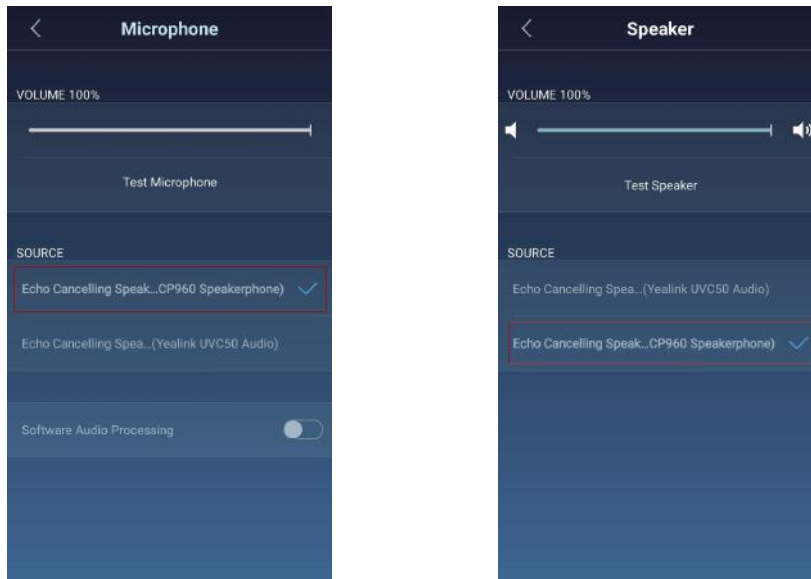 Microphone
VOLUME 100%
Test Microphone
SOURCE
Echo Cancelling Speak...CP960 Speakerphone)
Echo Cancelling Spea...(Yealink UVC50 Audio)
Software Audio Processing
Speaker
VOLUME 100%
Test Speaker
SOURCE
Echo Cancelling Spea...(Yealink UVC50 Audio)
Echo Cancelling Speak...CP960 Speakerphone)